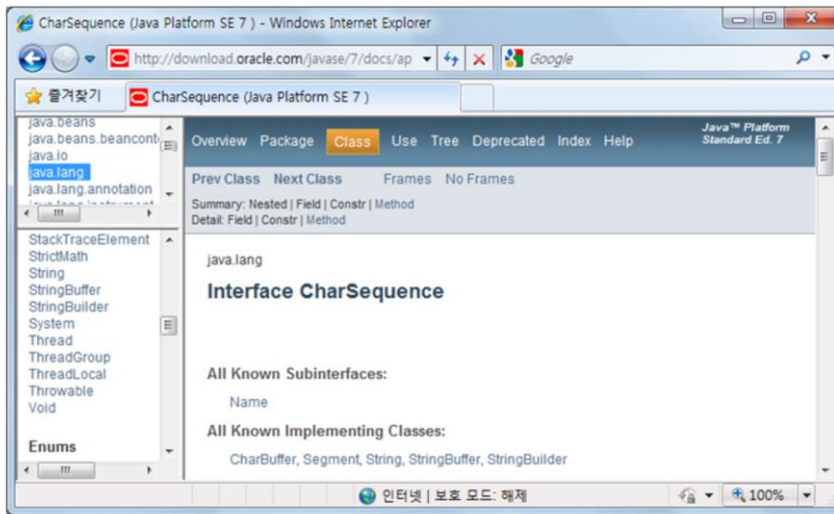 CharSequence (Java Platform SE 7 ) - Windows Internet Explorer
http://download.oracle.com/javase/7/docs/ap
Google
즐겨찾기
CharSequence (Java Platform SE 7 )
java.beans
java.beans.beanconte
java.io
java.lang
java.lang.annotation
StackTraceElement
StrictMath
String
StringBuffer
StringBuilder
System
Thread
ThreadGroup
ThreadLocal
Throwable
Void
Enums
Overview Package Class Use Tree Deprecated Index Help
Java™ Platform
Standard Ed. 7
Prev Class Next Class Frames No Frames
Summary: Nested | Field | Constr | Method
Detail: Field | Constr | Method
java.lang
Interface CharSequence
All Known Subinterfaces:
Name
All Known Implementing Classes:
CharBuffer, Segment, String, StringBuffer, StringBuilder
인터넷 | 보호 모드: 해제
100%